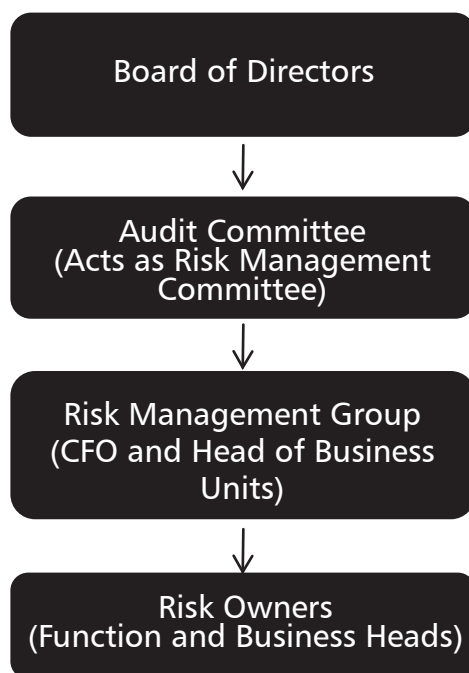 Board of Directors
Audit Committee
(Acts as Risk Management
Committee)
Risk Management Group
(CFO and Head of Business
Units)
Risk Owners
(Function and Business Heads)